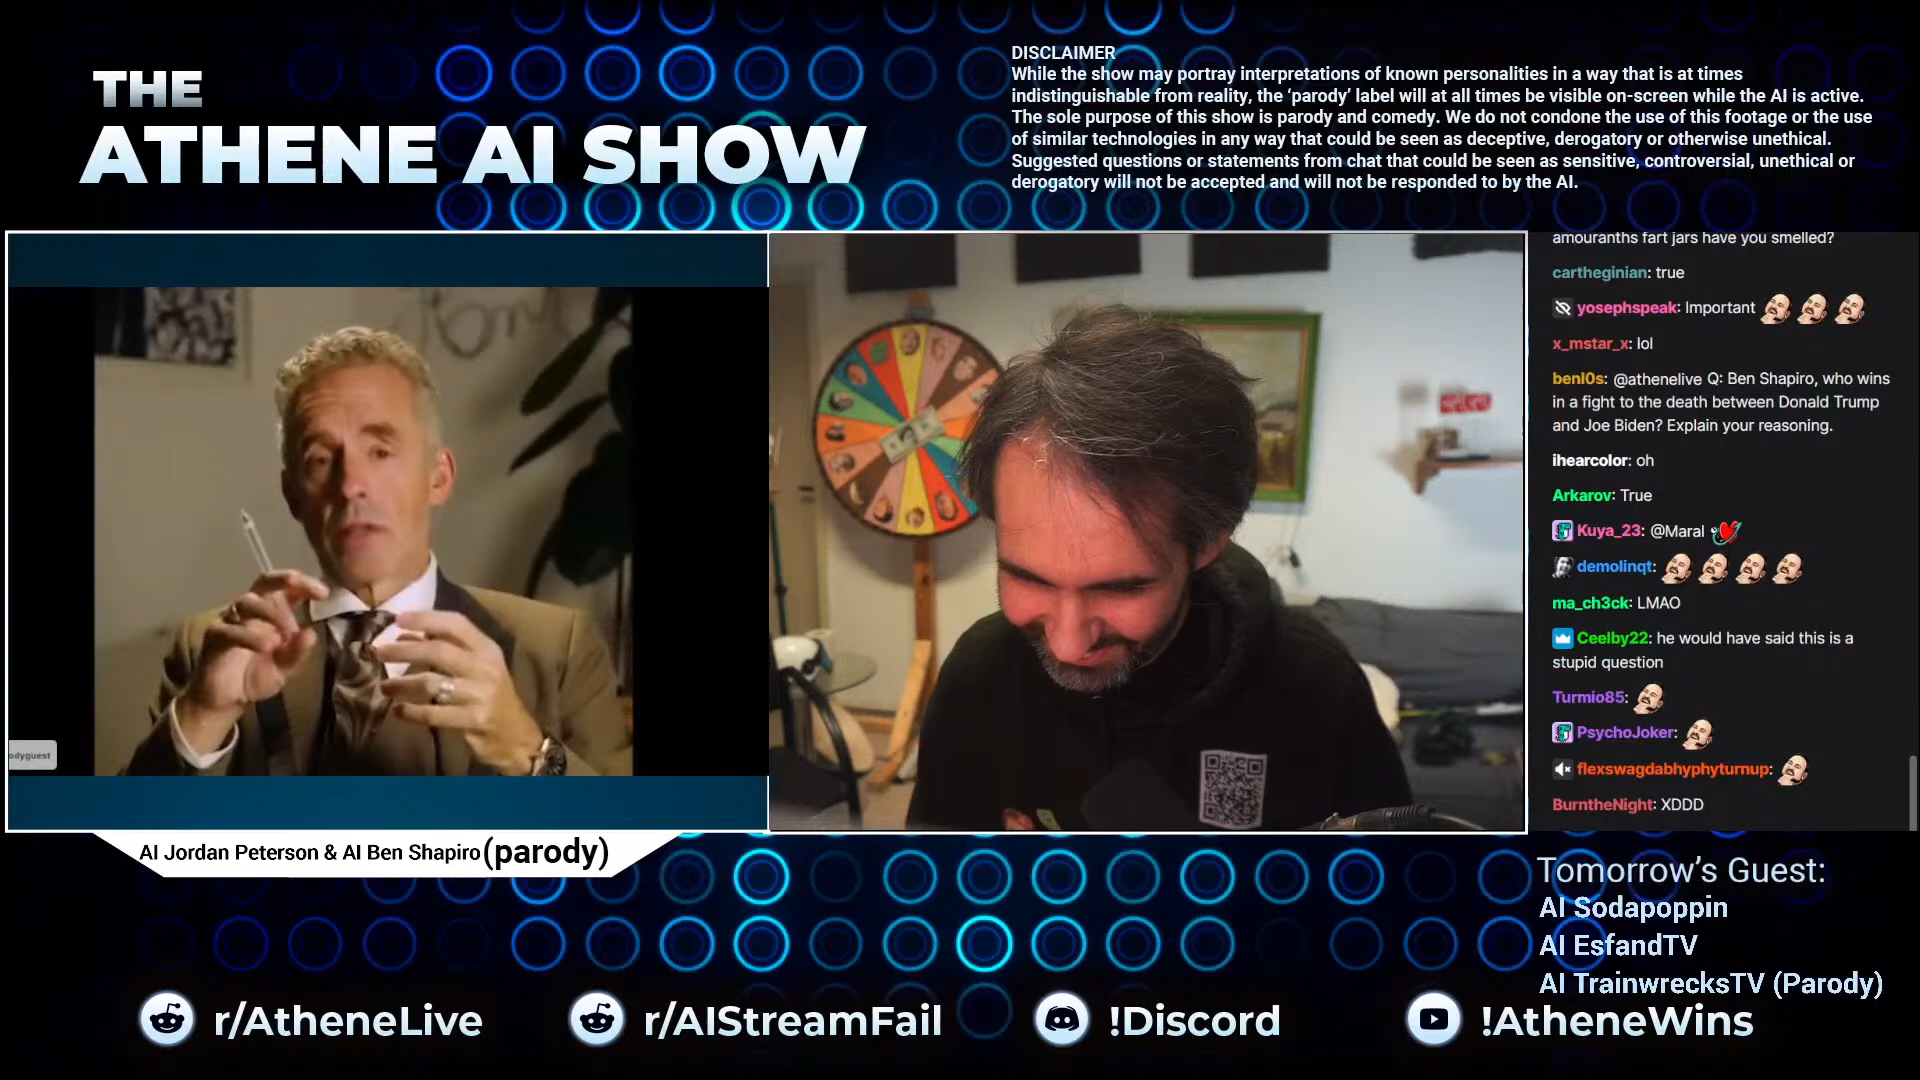 THE
ATHENE AI SHOW
DISCLAIMER
While the show may portray interpretations of known personalities in a way that is at times
indistinguishable from reality, the ‘parody’ label will at all times be visible on-screen while the AI is active.
The sole purpose of this show is parody and comedy. We do not condone the use of this footage or the use
of similar technologies in any way that could be seen as deceptive, derogatory or otherwise unethical.
Suggested questions or statements from chat that could be seen as sensitive, controversial, unethical or
derogatory will not be accepted and will not be responded to by the AI.
amouranths fart jars have you smelled?
cartheginian: true
yosephspeak: Important
x_mstar_x: lol
benl0s: @athenelive Q: Ben Shapiro, who wins
in a fight to the death between Donald Trump
and Joe Biden? Explain your reasoning.
ihearcolor: oh
Arkarov: True
Kuya_23: @Maral
demolinqt:
ma_ch3ck: LMAO
Ceelby22: he would have said this is a
stupid question
Turmio85:
PsychoJoker:
flexswagdabhyphyturnup:
BurntheNight: XDDD
odyguest
AI Jordan Peterson & AI Ben Shapiro (parody)
Tomorrow’s Guest:
AI Sodapoppin
AI EsfandTV
AI TrainwrecksTV (Parody)
r/AtheneLive
r/AIStreamFail
!Discord
!AtheneWins